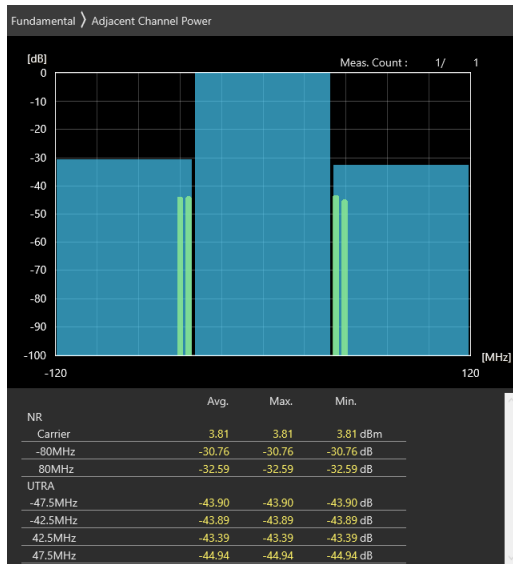 Fundamental 〉 Adjacent Channel Power
[dB]
Meas. Count : 1/ 1
0
-10
-20
-30
-40
-50
-60
-70
-80
-90
-100
[MHz]
-120 120
Avg. Max. Min.
NR
Carrier 3.81 3.81 3.81 dBm
-80MHz -30.76 -30.76 -30.76 dB
80MHz -32.59 -32.59 -32.59 dB
UTRA
-47.5MHz -43.90 -43.90 -43.90 dB
-42.5MHz -43.89 -43.89 -43.89 dB
42.5MHz -43.39 -43.39 -43.39 dB
47.5MHz -44.94 -44.94 -44.94 dB